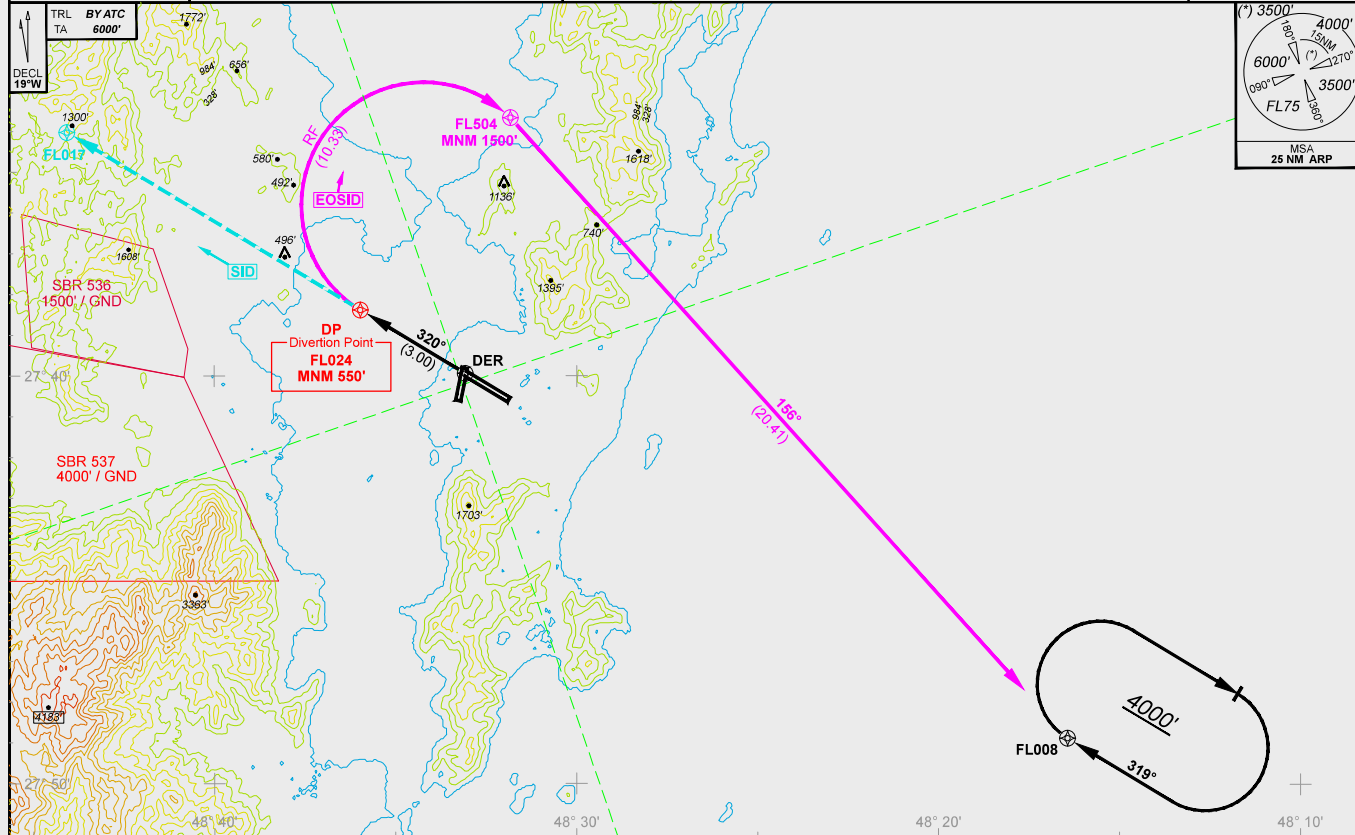 TRL BY ATC
TA 6000'
DECL
19°W
1772'
656'
984'
328'
1300'
FL017
580'
492'
496'
1608'
SID
SBR 536
1500' / GND
SBR 537
4000' / GND
RF
(10.33)
EOSID
FL504
MNM 1500'
984'
328'
1618'
1136'
740'
1395'
DP
Divertion Point
FL024
MNM 550'
320°
(3.00)
DER
27° 40'
156°
(20.41)
1703'
3363'
4183'
4000'
FL008
319°
27° 50'
48° 40'
48° 30'
48° 20'
48° 10'
(*) 3500'
4000'
180°
15NM
(*)
270°
6000'
3500'
090°
FL75
360°
MSA
25 NM ARP